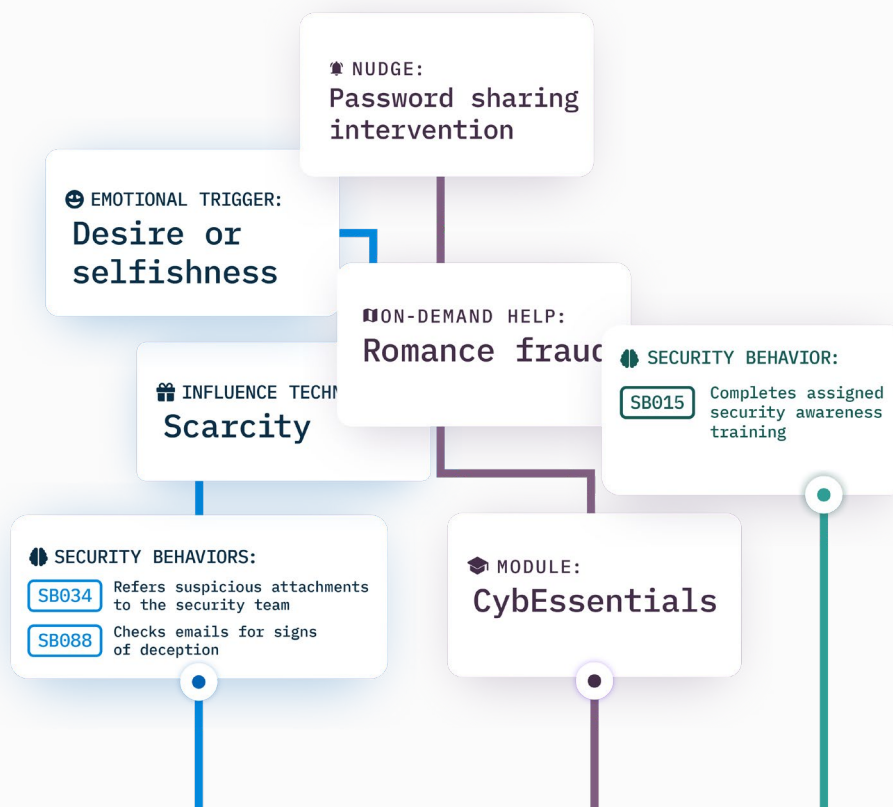 NUDGE:
Password sharing
intervention
EMOTIONAL TRIGGER:
Desire or
selfishness
ON-DEMAND HELP:
Romance fraud
INFLUENCE TECHN
Scarcity
SECURITY BEHAVIOR:
SB015
Completes assigned
security awareness
training
SECURITY BEHAVIORS:
SB034
Refers suspicious attachments
to the security team
SB088
Checks emails for signs
of deception
MODULE:
CybEssentials